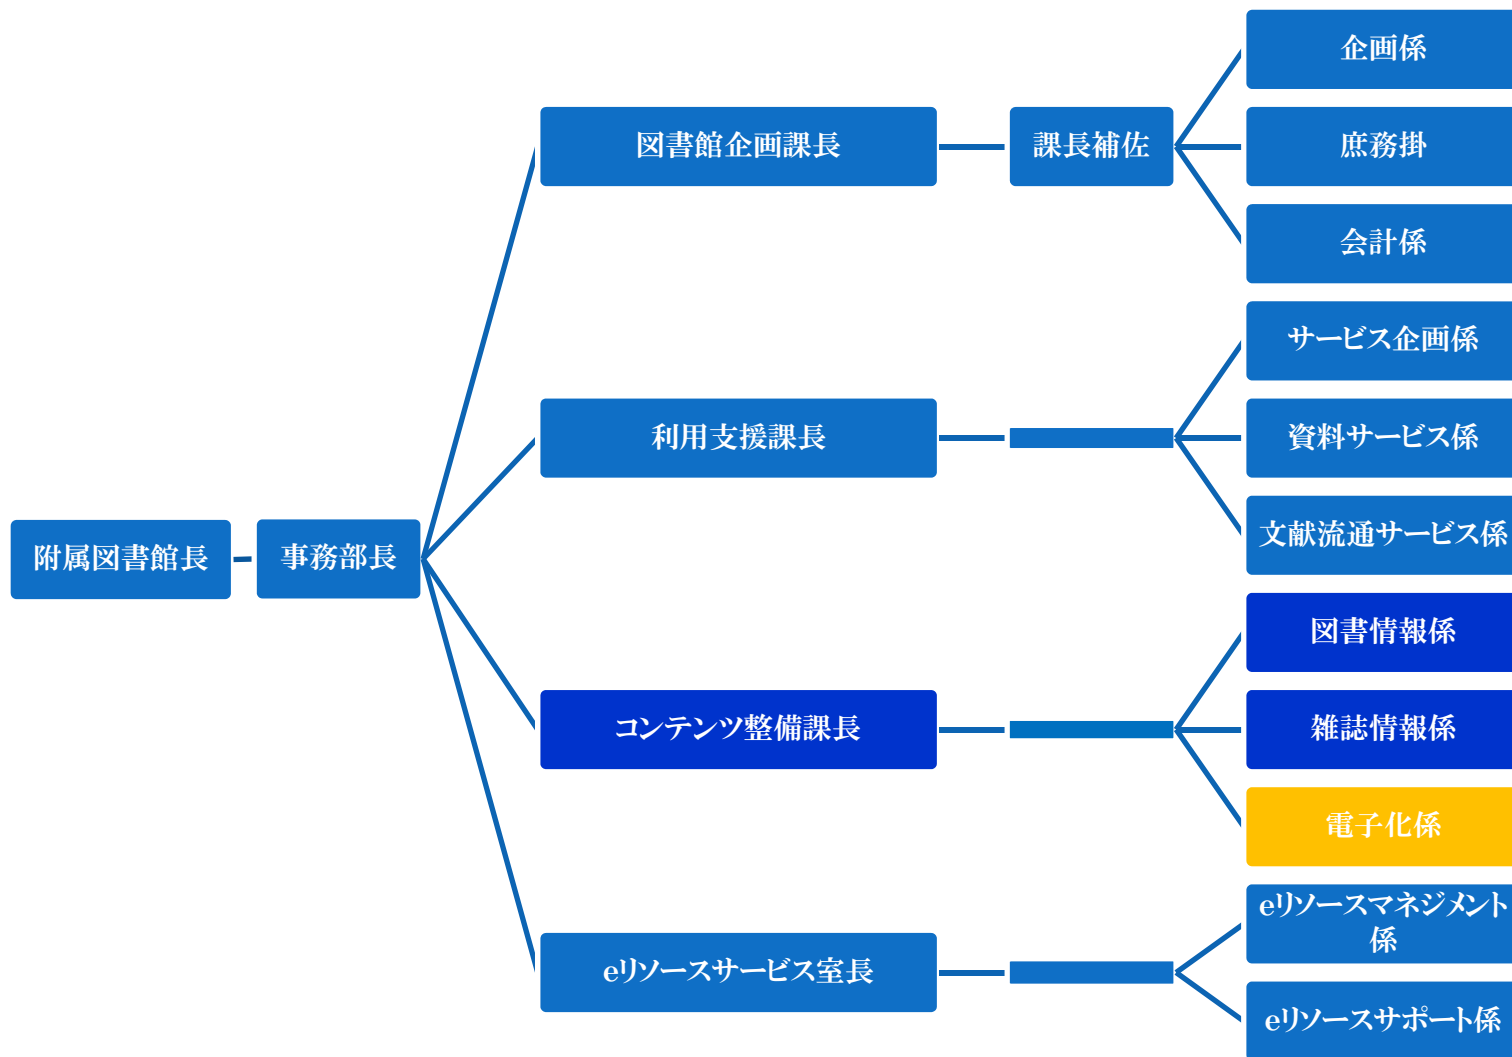 附属図書館長
事務部長
図書館企画課長
課長補佐
企画係
庶務掛
会計係
利用支援課長
サービス企画係
資料サービス係
文献流通サービス係
コンテンツ整備課長
図書情報係
雑誌情報係
電子化係
eリソースサービス室長
eリソースマネジメント
係
eリソースサポート係